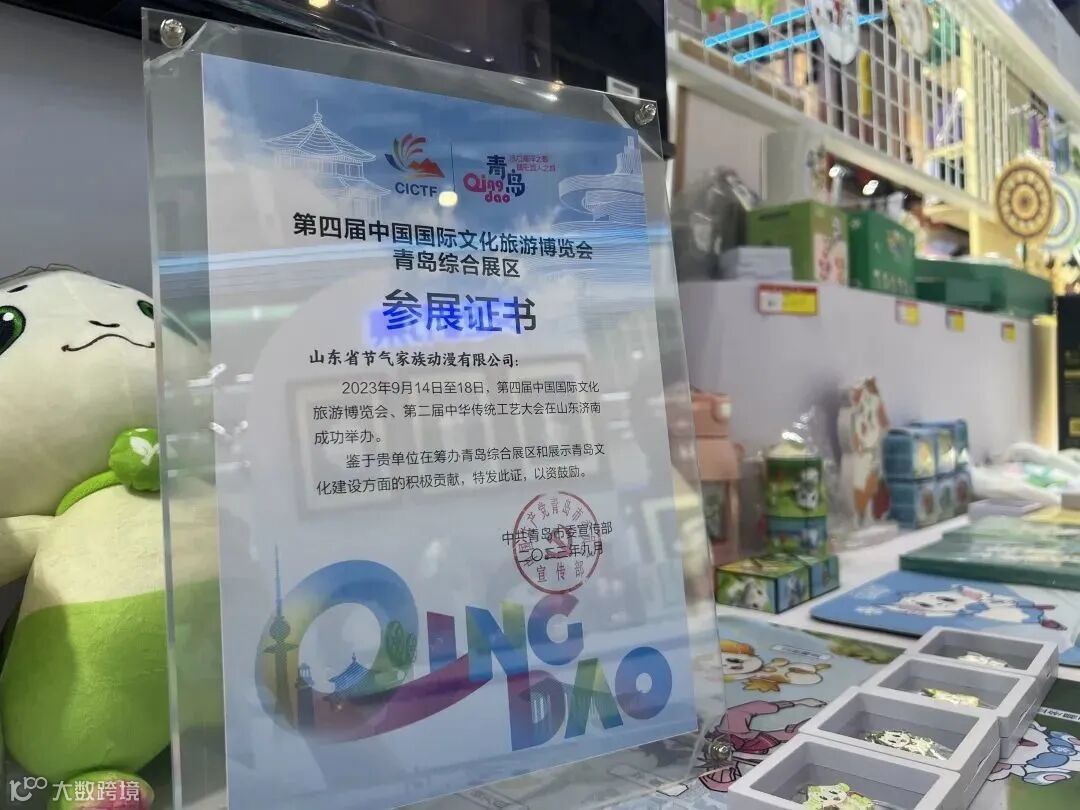 CICTF
青岛
Qing
dao
第四届中国国际文化旅游博览会
青岛综合展区
参展证书
山东省节气家族动漫有限公司：
2023年9月14日至18日，第四届中国国际文化
旅游博览会、第二届中华传统工艺大会在山东济南
成功举办。
鉴于贵单位在筹办青岛综合展区和展示青岛文
化建设方面的积极贡献，特发此证，以资鼓励。
中共青岛市委宣传部
二〇二三年九月
宣传部
QING
DAO
大数跨境